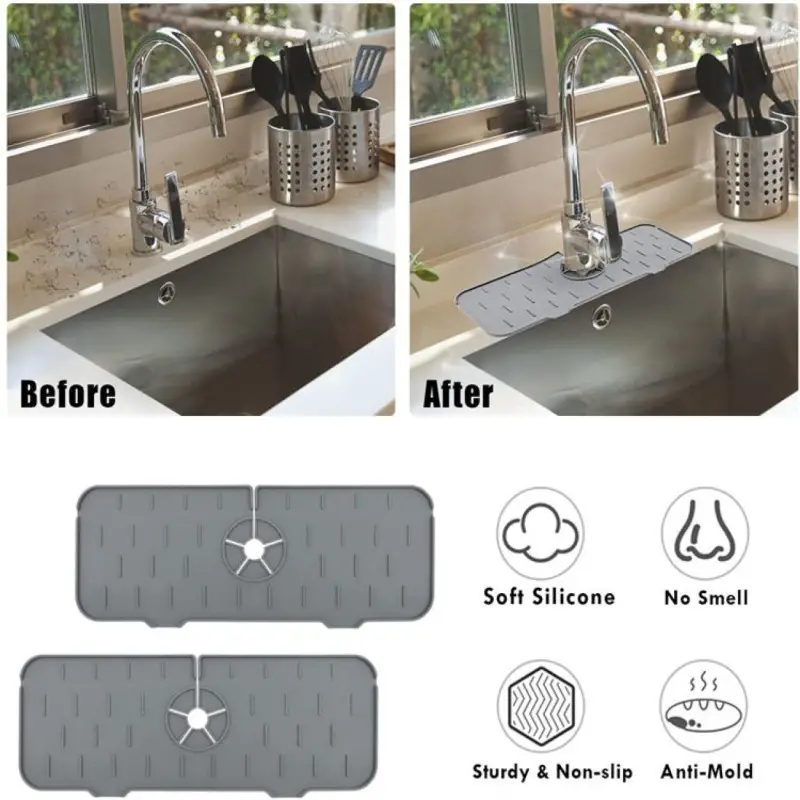 Before
After
Soft Silicone
No Smell
Sturdy & Non-slip
Anti-Mold